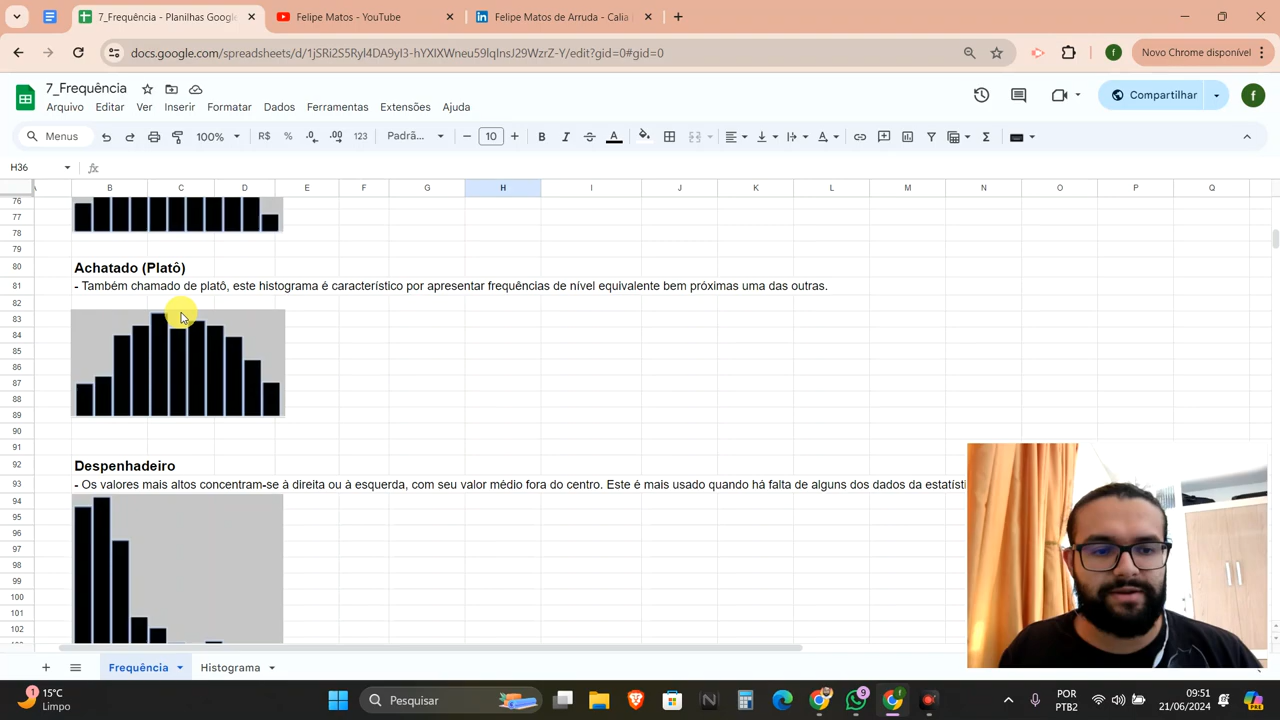 7_Frequência - Planilhas Google
Felipe Matos - YouTube
Felipe Matos de Arruda - Calia
docs.google.com/spreadsheets/d/1jSRi2S5RyI4DA9yI3-hYXlXWneu59IqInsJ29WzrZ-Y/edit?gid=0#gid=0
Novo Chrome disponível
f
7_Frequência
Arquivo Editar Ver Inserir Formatar Dados Ferramentas Extensões Ajuda
Compartilhar
f
Menus 100% R$ % .0 .00 123 Padrã... 10 B I A
H36 fx
A B C D E F G H I J K L M N O P Q
76
77
78
79
80 Achatado (Platô)
81 - Também chamado de platô, este histograma é característico por apresentar frequências de nível equivalente bem próximas uma das outras.
82
83
84
85
86
87
88
89
90
91
92 Despenhadeiro
93 - Os valores mais altos concentram-se à direita ou à esquerda, com seu valor médio fora do centro. Este é mais usado quando há falta de alguns dos dados da estatísti
94
95
96
97
98
99
100
101
102
Frequência Histograma
1 15°C
Limpo
Pesquisar
9
POR
PTB2
09:51
21/06/2024